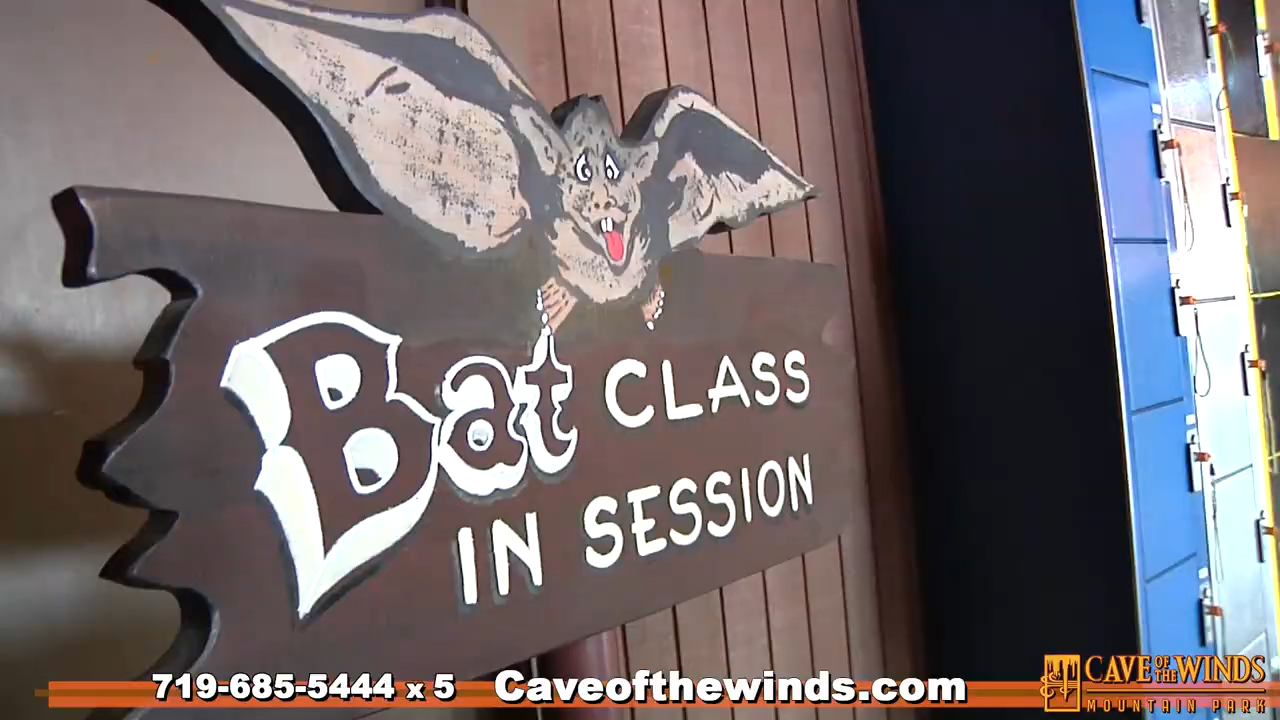 Bat CLASS
IN SESSION
719-685-5444 x 5 Caveofthewinds.com
CAVE OF THE WINDS
MOUNTAIN PARK